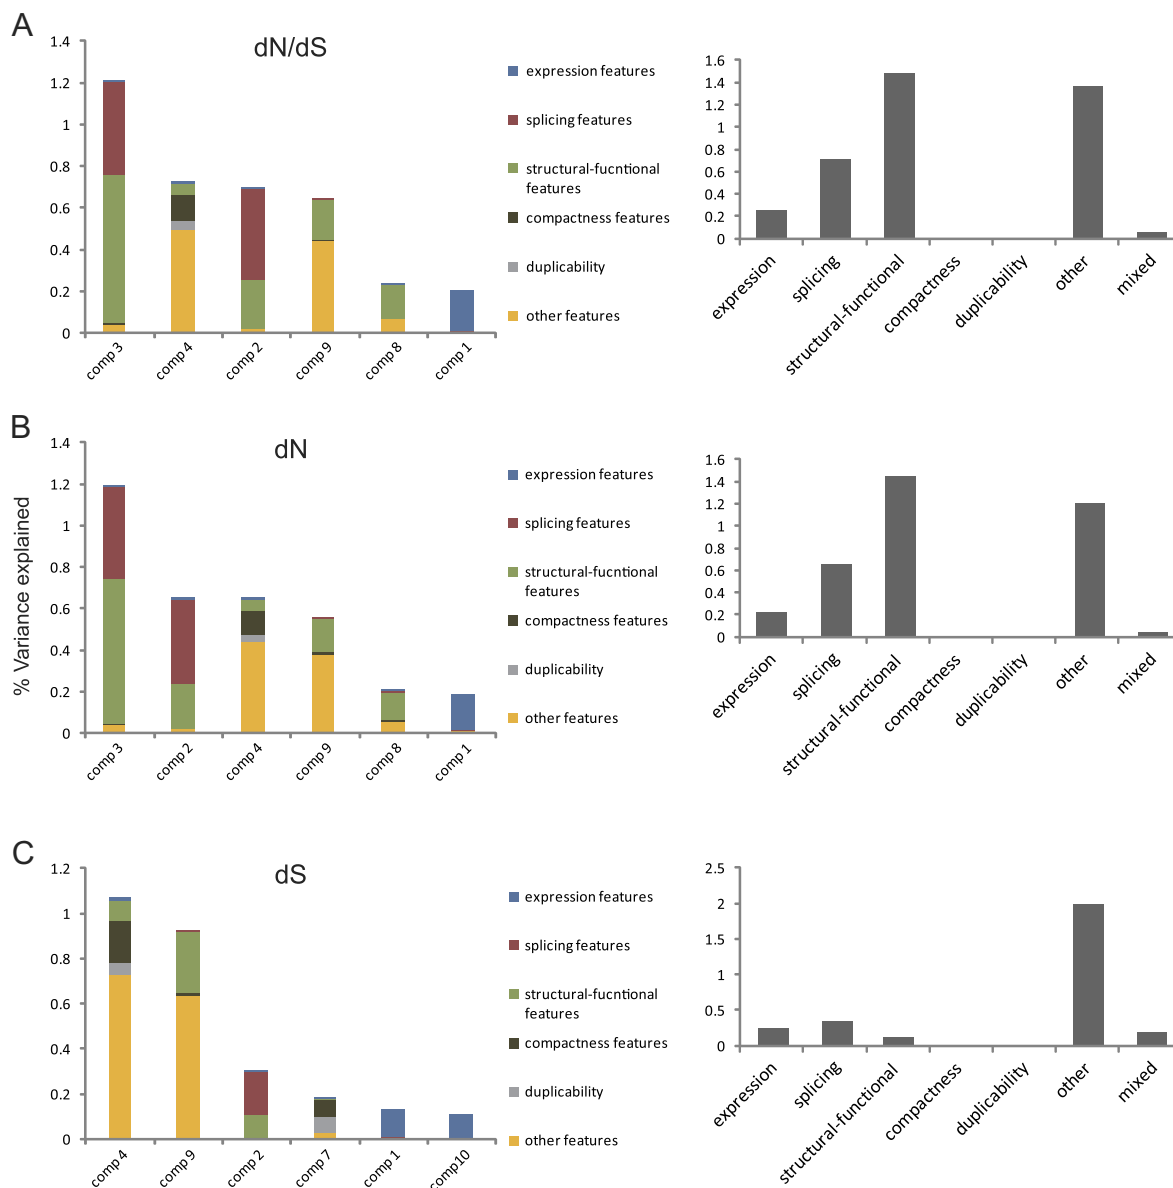 A
dN/dS
1.4
1.2
1
0.8
0.6
0.4
0.2
0
comp 3
comp 4
comp 2
comp 9
comp 8
comp 1
expression features
splicing features
structural-fucntional
features
compactness features
duplicability
other features
1.6
1.4
1.2
1
0.8
0.6
0.4
0.2
0
expression
splicing
structural-functional
compactness
duplicability
other
mixed
B
dN
% Variance explained
1.4
1.2
1
0.8
0.6
0.4
0.2
0
comp 3
comp 2
comp 4
comp 9
comp 8
comp 1
expression features
splicing features
structural-fucntional
features
compactness features
duplicability
other features
1.6
1.4
1.2
1
0.8
0.6
0.4
0.2
0
expression
splicing
structural-functional
compactness
duplicability
other
mixed
C
dS
1.2
1
0.8
0.6
0.4
0.2
0
comp 4
comp 9
comp 2
comp 7
comp 1
comp10
expression features
splicing features
structural-fucntional
features
compactness features
duplicability
other features
2.5
2
1.5
1
0.5
0
expression
splicing
structural-functional
compactness
duplicability
other
mixed